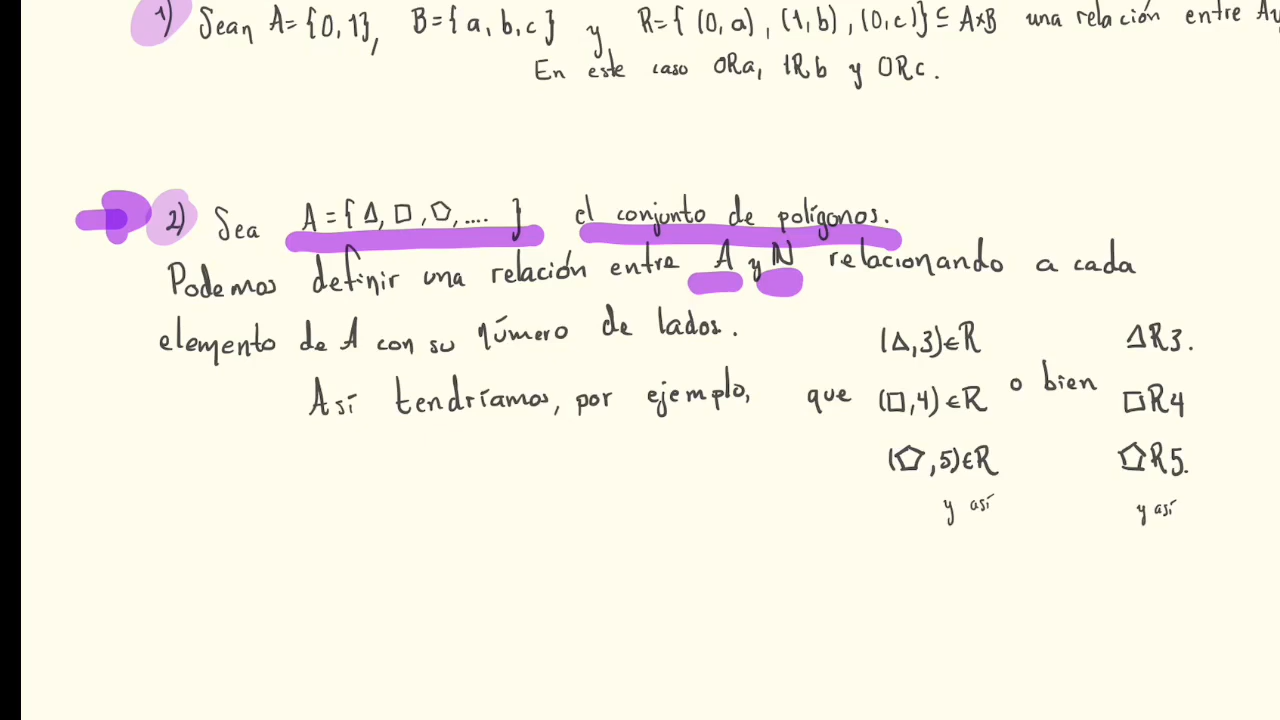 1) Sean A={0,1}, B={a,b,c} y R={(0,a),(1,b),(0,c)}⊆A×B una relación entre A y
En este caso 0Ra, 1Rb y 0Rc.
2) Sea A={△,□,⬠,....} el conjunto de polígonos.
Podemos definir una relación entre A y ℕ relacionando a cada
elemento de A con su número de lados.
Así tendríamos, por ejemplo, que (△,3)∈R o bien △R3.
(□,4)∈R □R4
(⬠,5)∈R ⬠R5.
y así y así